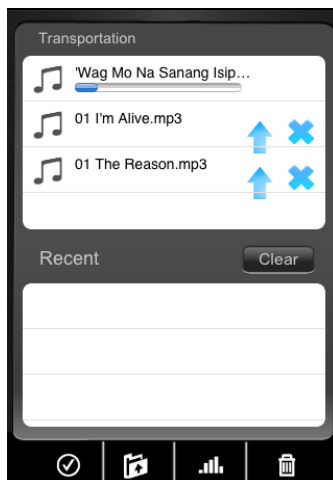 Transportation
'Wag Mo Na Sanang Isip...
01 I'm Alive.mp3
01 The Reason.mp3
Recent
Clear